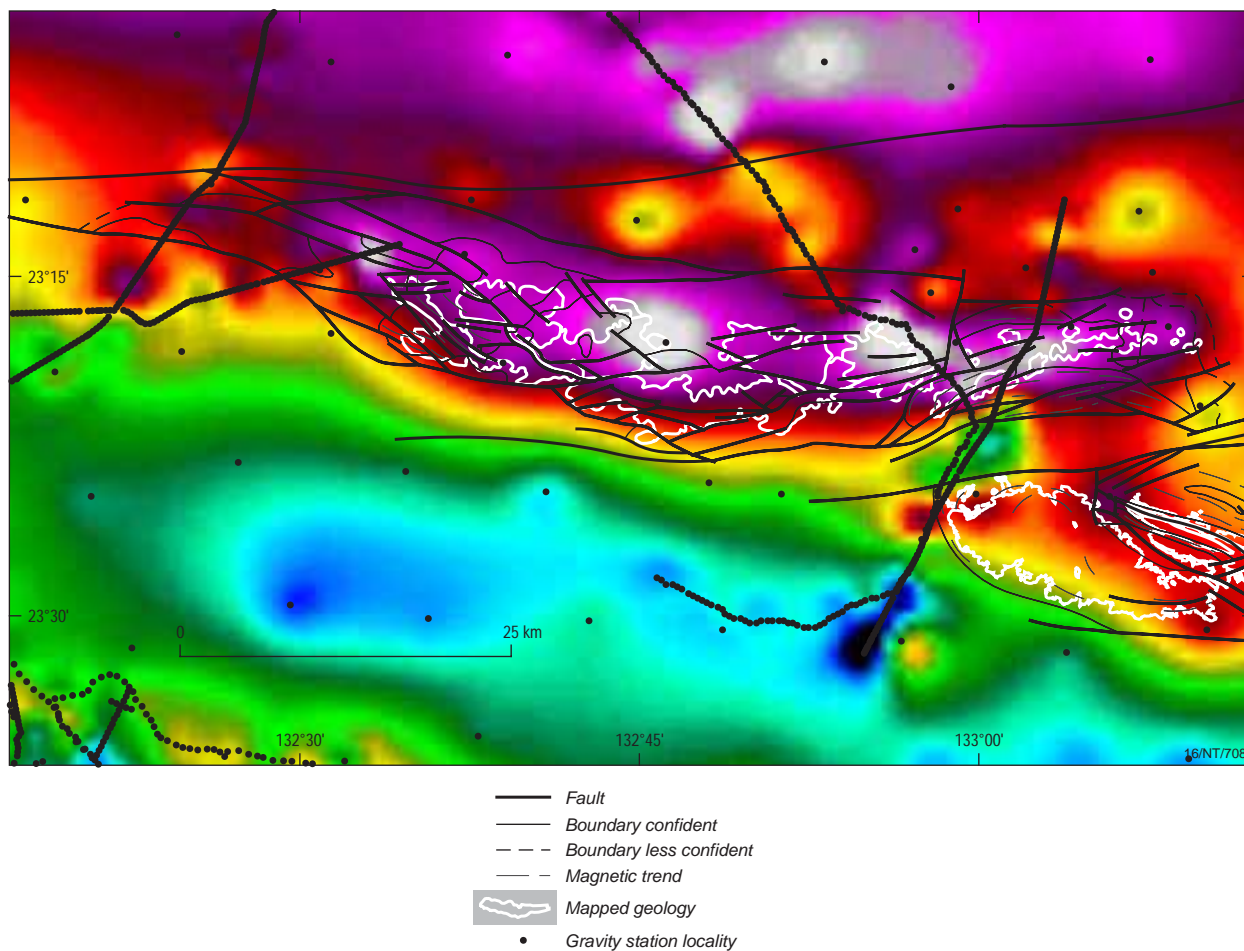 23°15'
23°30'
0
25 km
132°30'
132°45'
133°00'
16/NT/708
Fault
Boundary confident
Boundary less confident
Magnetic trend
Mapped geology
Gravity station locality